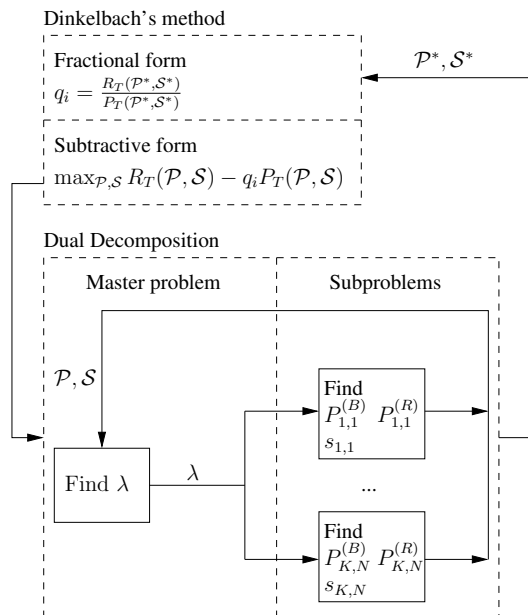 Dinkelbach's method
Fractional form
$q_i = \frac{R_T(\mathcal{P}^*,\mathcal{S}^*)}{P_T(\mathcal{P}^*,\mathcal{S}^*)}$
$\mathcal{P}^*, \mathcal{S}^*$
Subtractive form
$\max_{\mathcal{P},\mathcal{S}} R_T(\mathcal{P},\mathcal{S}) - q_i P_T(\mathcal{P},\mathcal{S})$
Dual Decomposition
Master problem
Subproblems
$\mathcal{P}, \mathcal{S}$
Find $\lambda$
$\lambda$
Find
$P_{1,1}^{(B)}$ $P_{1,1}^{(R)}$
$s_{1,1}$
...
Find
$P_{K,N}^{(B)}$ $P_{K,N}^{(R)}$
$s_{K,N}$